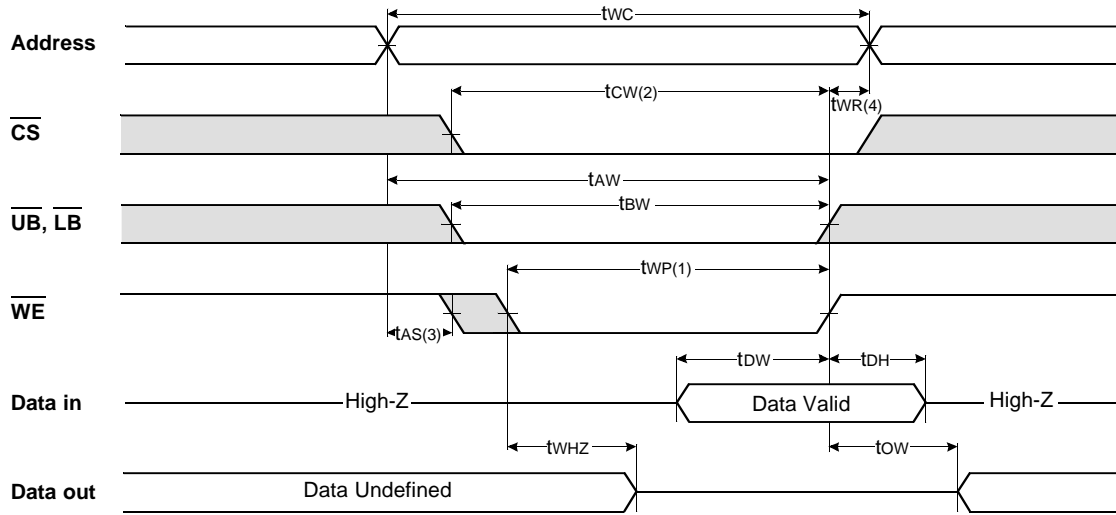 tWC
Address
tCW(2)
tWR(4)
CS
tAW
tBW
UB, LB
tWP(1)
WE
tAS(3)
tDW
tDH
Data in
High-Z
Data Valid
High-Z
tWHZ
tOW
Data out
Data Undefined